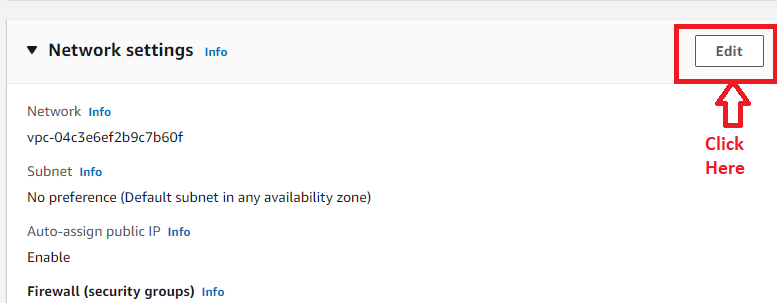 Network settings Info Edit
Network Info
vpc-04c3e6ef2b9c7b60f
Click
Here
Subnet Info
No preference (Default subnet in any availability zone)
Auto-assign public IP Info
Enable
Firewall (security groups) Info